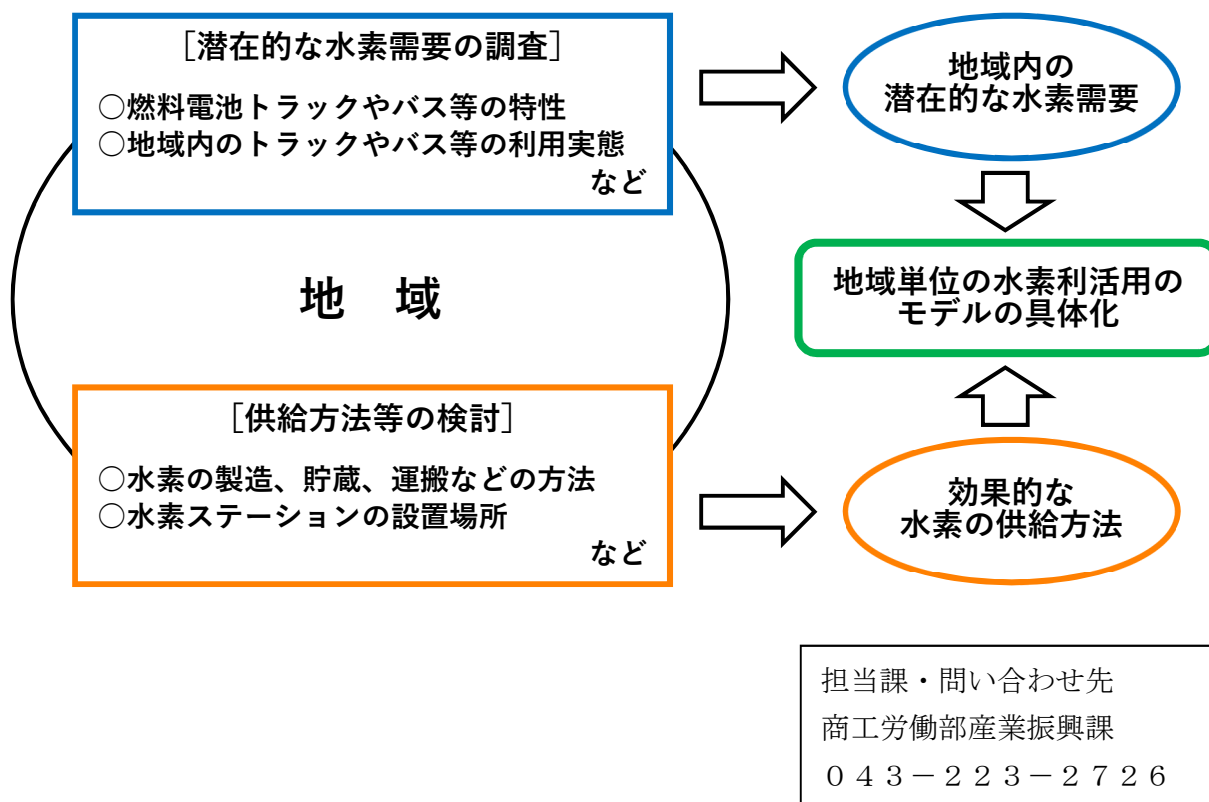 ［潜在的な水素需要の調査］
○燃料電池トラックやバス等の特性
○地域内のトラックやバス等の利用実態
など
地域内の
潜在的な水素需要
地　域
地域単位の水素利活用の
モデルの具体化
［供給方法等の検討］
○水素の製造、貯蔵、運搬などの方法
○水素ステーションの設置場所
など
効果的な
水素の供給方法
担当課・問い合わせ先
商工労働部産業振興課
０４３－２２３－２７２６